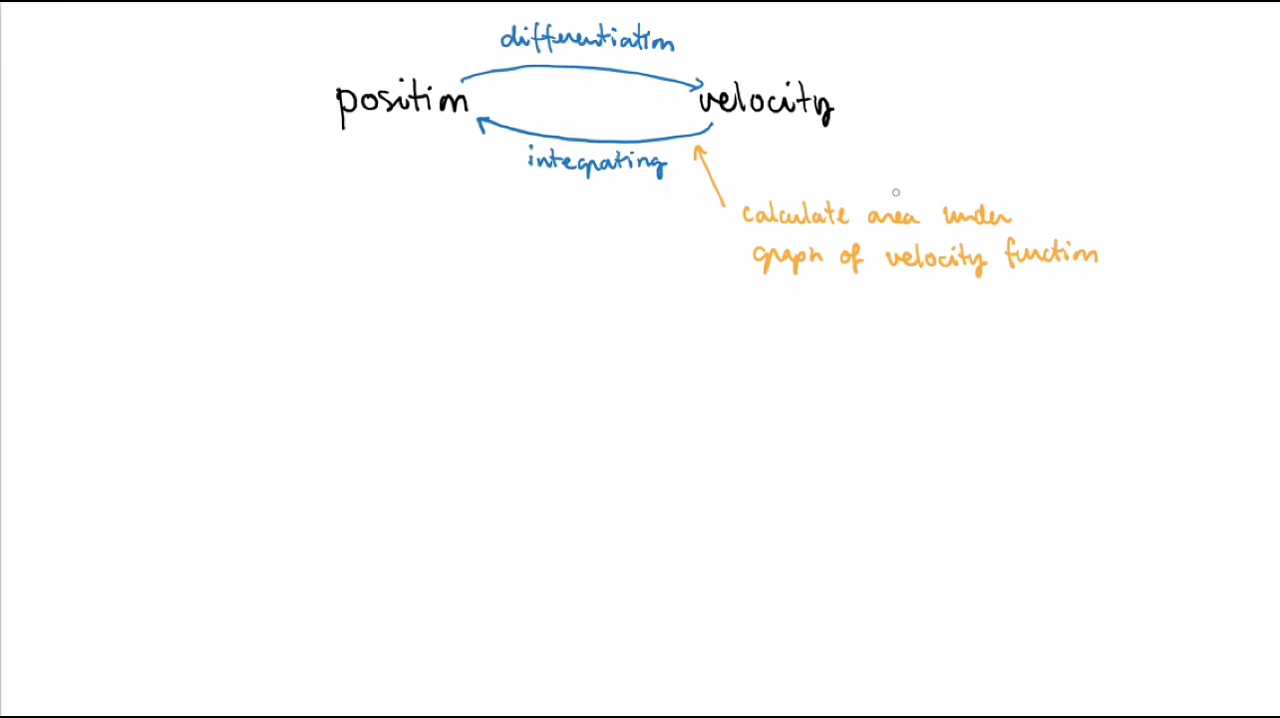 differentiation
position velocity
integrating
calculate area under
graph of velocity function